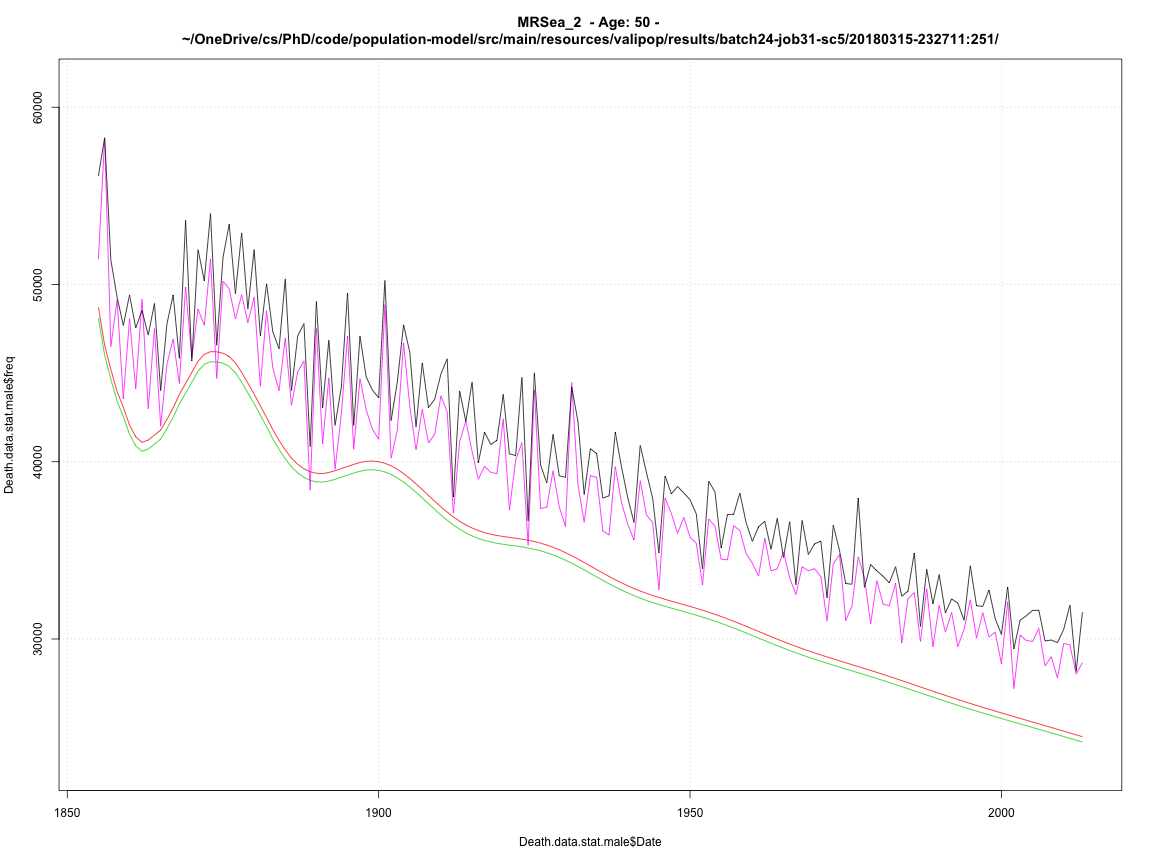 MRSea_2 - Age: 50 -
~/OneDrive/cs/PhD/code/population-model/src/main/resources/valipop/results/batch24-job31-sc5/20180315-232711:251/
60000
50000
40000
30000
Death.data.stat.male$freq
1850 1900 1950 2000
Death.data.stat.male$Date